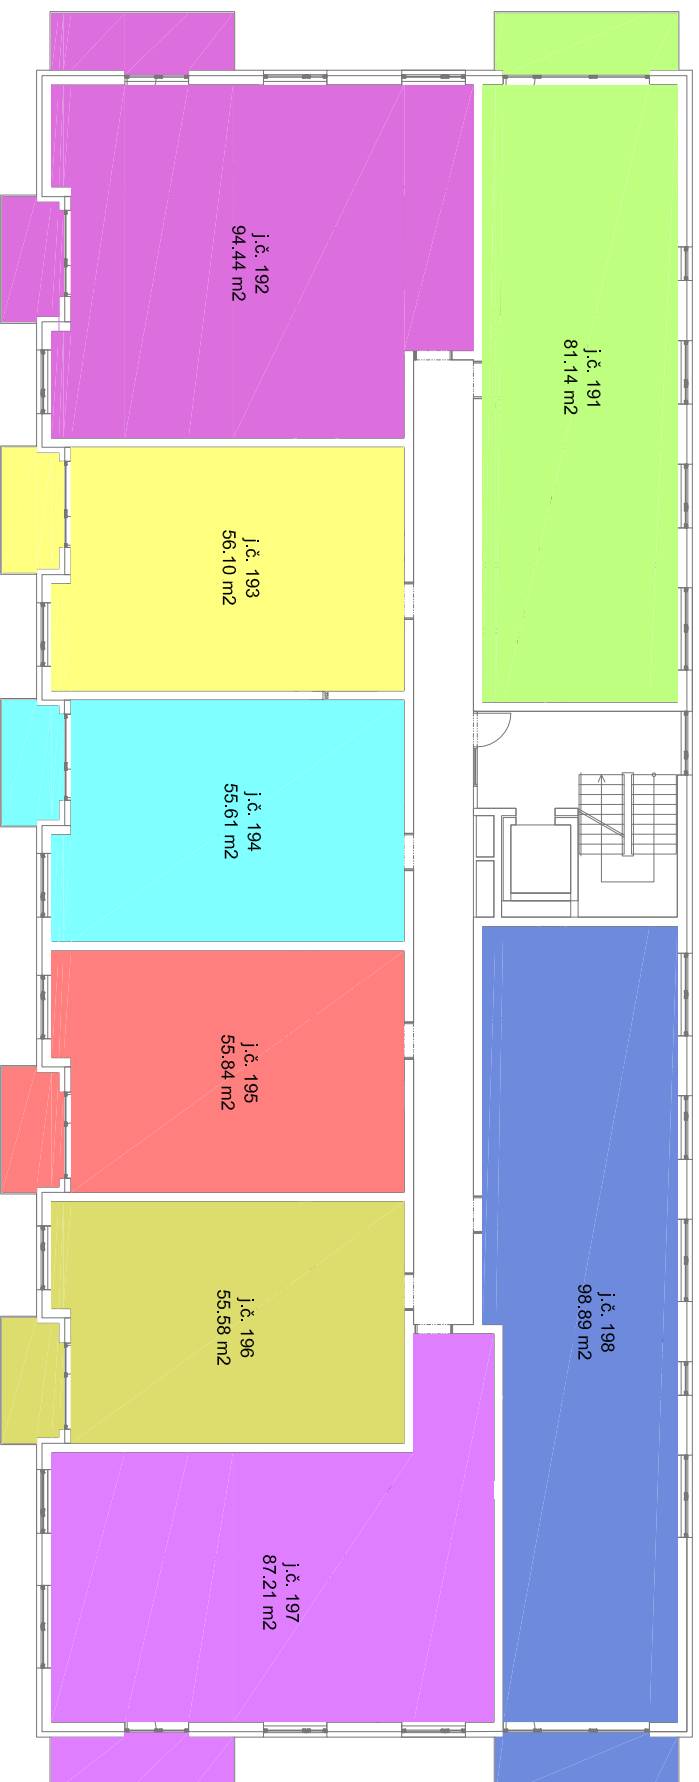 j.č. 192
94.44 m2
j.č. 191
81.14 m2
j.č. 193
56.10 m2
j.č. 194
55.61 m2
j.č. 195
55.84 m2
j.č. 196
55.58 m2
j.č. 198
98.89 m2
j.č. 197
87.21 m2